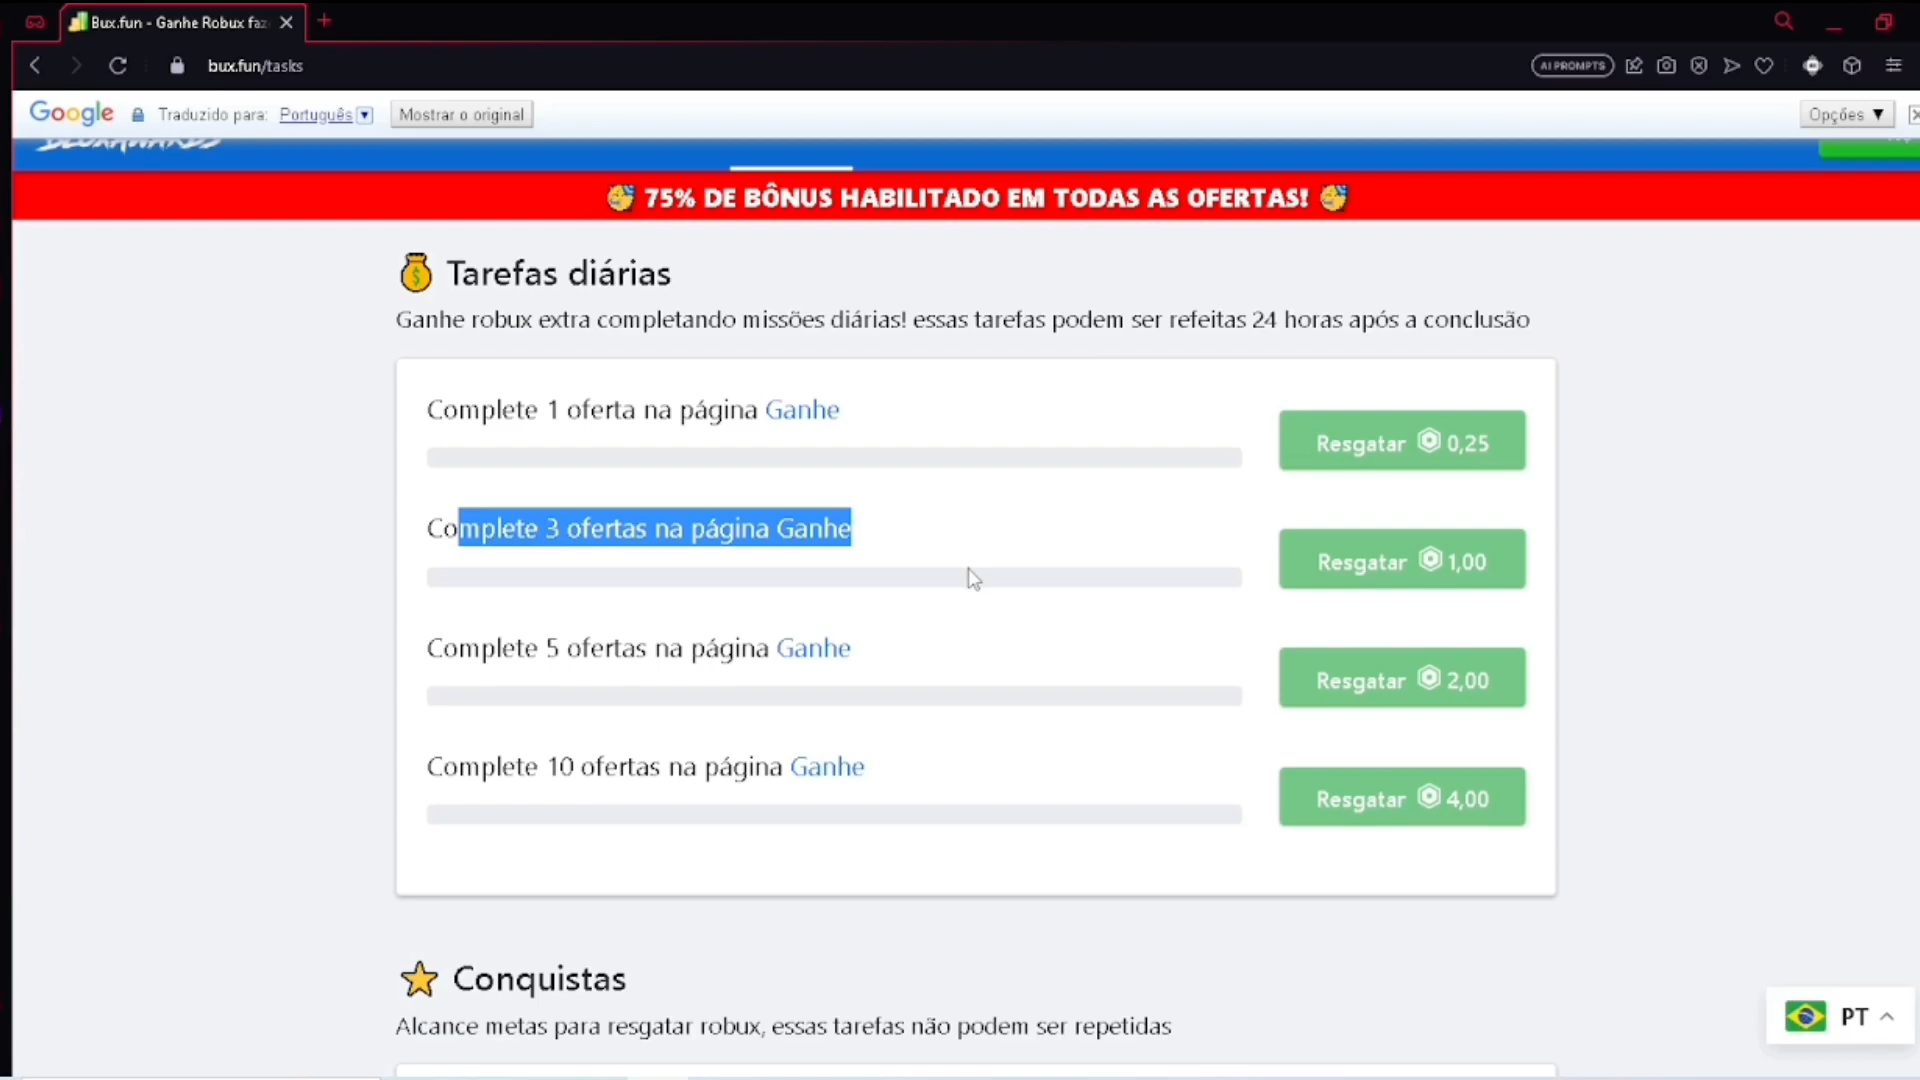 Bux.fun - Ganhe Robux faz
bux.fun/tasks
AI PROMPTS
Google Traduzido para: Português Mostrar o original Opções
75% DE BÔNUS HABILITADO EM TODAS AS OFERTAS!
Tarefas diárias
Ganhe robux extra completando missões diárias! essas tarefas podem ser refeitas 24 horas após a conclusão
Complete 1 oferta na página Ganhe
Resgatar 0,25
Complete 3 ofertas na página Ganhe
Resgatar 1,00
Complete 5 ofertas na página Ganhe
Resgatar 2,00
Complete 10 ofertas na página Ganhe
Resgatar 4,00
Conquistas
Alcance metas para resgatar robux, essas tarefas não podem ser repetidas
PT